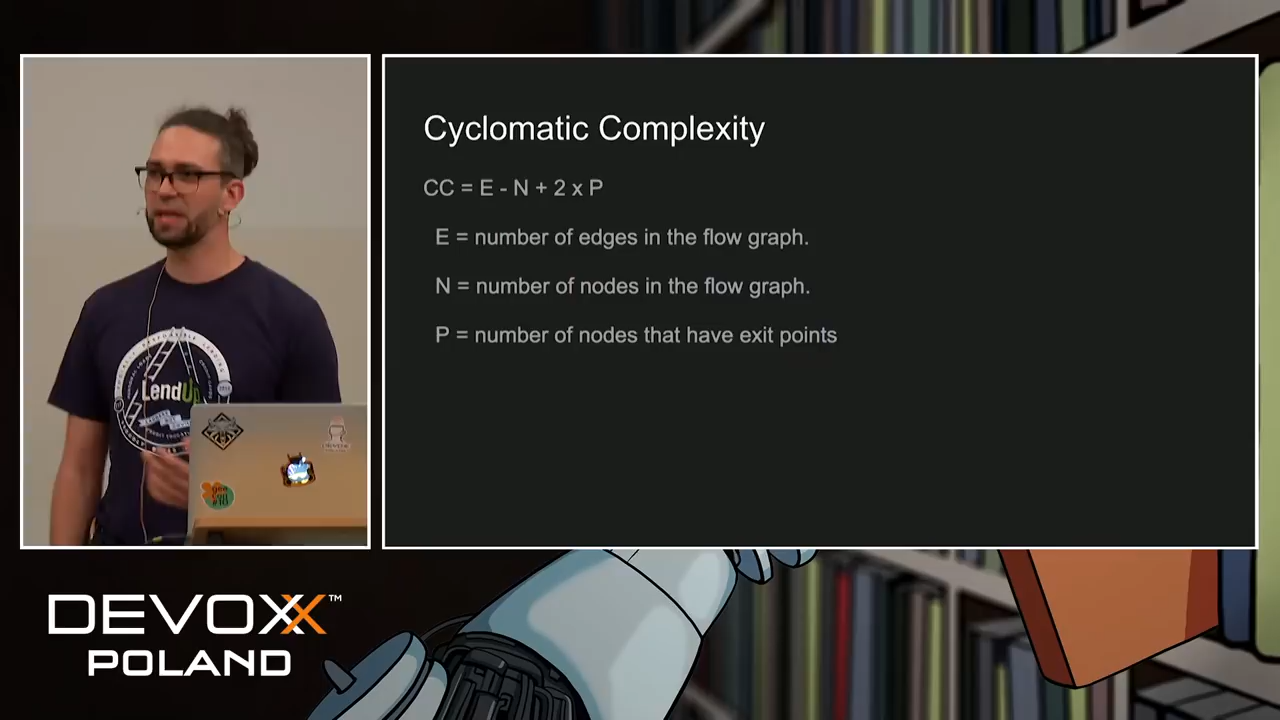 Cyclomatic Complexity
CC = E - N + 2 x P
E = number of edges in the flow graph.
N = number of nodes in the flow graph.
P = number of nodes that have exit points
LendUp
DEVOXX™
POLAND